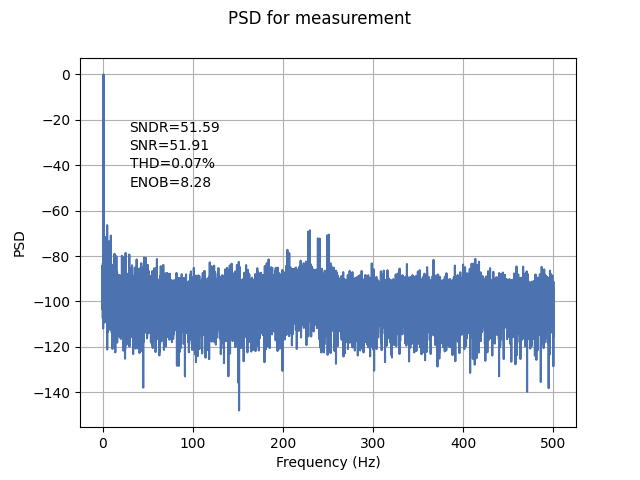 PSD for measurement
0
−20
−40
−60
−80
−100
−120
−140
PSD
SNDR=51.59
SNR=51.91
THD=0.07%
ENOB=8.28
0 100 200 300 400 500
Frequency (Hz)